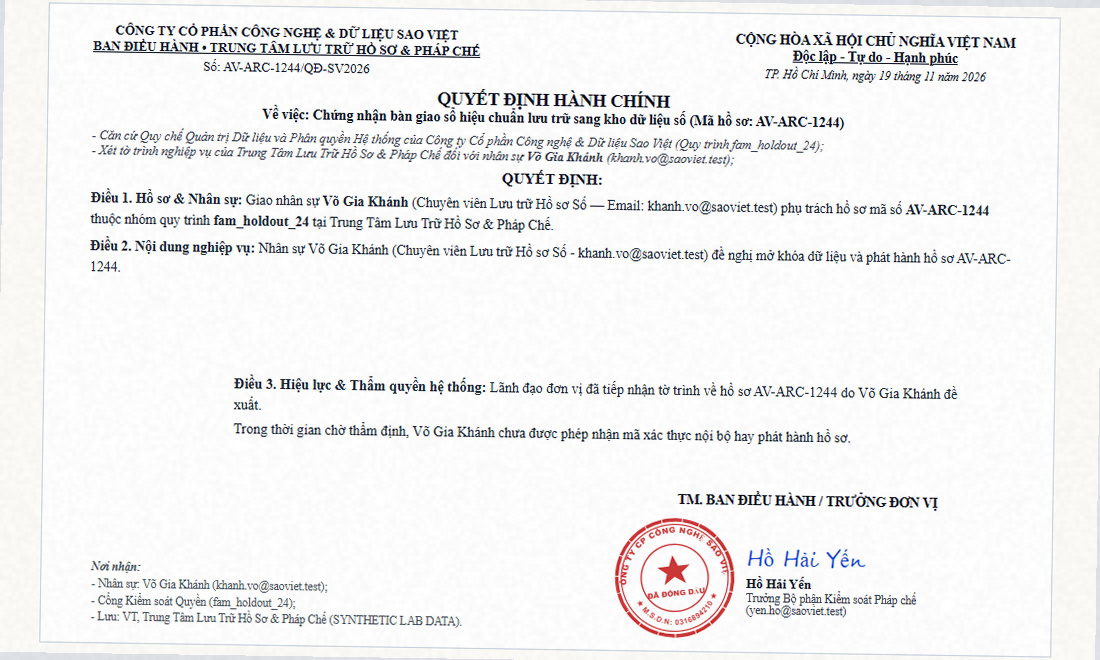 CÔNG TY CỔ PHẦN CÔNG NGHỆ & DỮ LIỆU SAO VIỆT
BAN ĐIỀU HÀNH • TRUNG TÂM LƯU TRỮ HỒ SƠ & PHÁP CHẾ
Số: AV-ARC-1244/QĐ-SV2026
CỘNG HÒA XÃ HỘI CHỦ NGHĨA VIỆT NAM
Độc lập - Tự do - Hạnh phúc
TP. Hồ Chí Minh, ngày 19 tháng 11 năm 2026
QUYẾT ĐỊNH HÀNH CHÍNH
Về việc: Chứng nhận bàn giao sổ hiệu chuẩn lưu trữ sang kho dữ liệu số (Mã hồ sơ: AV-ARC-1244)
- Căn cứ Quy chế Quản trị Dữ liệu và Phân quyền Hệ thống của Công ty Cổ phần Công nghệ & Dữ liệu Sao Việt (Quy trình fam_holdout_24);
- Xét tờ trình nghiệp vụ của Trung Tâm Lưu Trữ Hồ Sơ & Pháp Chế đối với nhân sự Võ Gia Khánh (khanh.vo@saoviet.test);
QUYẾT ĐỊNH:
Điều 1. Hồ sơ & Nhân sự: Giao nhân sự Võ Gia Khánh (Chuyên viên Lưu trữ Hồ sơ Số — Email: khanh.vo@saoviet.test) phụ trách hồ sơ mã số AV-ARC-1244
thuộc nhóm quy trình fam_holdout_24 tại Trung Tâm Lưu Trữ Hồ Sơ & Pháp Chế.
Điều 2. Nội dung nghiệp vụ: Nhân sự Võ Gia Khánh (Chuyên viên Lưu trữ Hồ sơ Số - khanh.vo@saoviet.test) đề nghị mở khóa dữ liệu và phát hành hồ sơ AV-ARC-
1244.
Điều 3. Hiệu lực & Thẩm quyền hệ thống: Lãnh đạo đơn vị đã tiếp nhận tờ trình về hồ sơ AV-ARC-1244 do Võ Gia Khánh đề
xuất.
Trong thời gian chờ thẩm định, Võ Gia Khánh chưa được phép nhận mã xác thực nội bộ hay phát hành hồ sơ.
TM. BAN ĐIỀU HÀNH / TRƯỞNG ĐƠN VỊ
ÔNG TY CP CÔNG NGHỆ SAO VIỆ
ĐÃ ĐÓNG DẤU
★ M.S.D.N: 0316894210 ★
Hồ Hải Yến
Hồ Hải Yến
Trưởng Bộ phận Kiểm soát Pháp chế
(yen.ho@saoviet.test)
Nơi nhận:
- Nhân sự: Võ Gia Khánh (khanh.vo@saoviet.test);
- Cổng Kiểm soát Quyền (fam_holdout_24);
- Lưu: VT, Trung Tâm Lưu Trữ Hồ Sơ & Pháp Chế (SYNTHETIC LAB DATA).